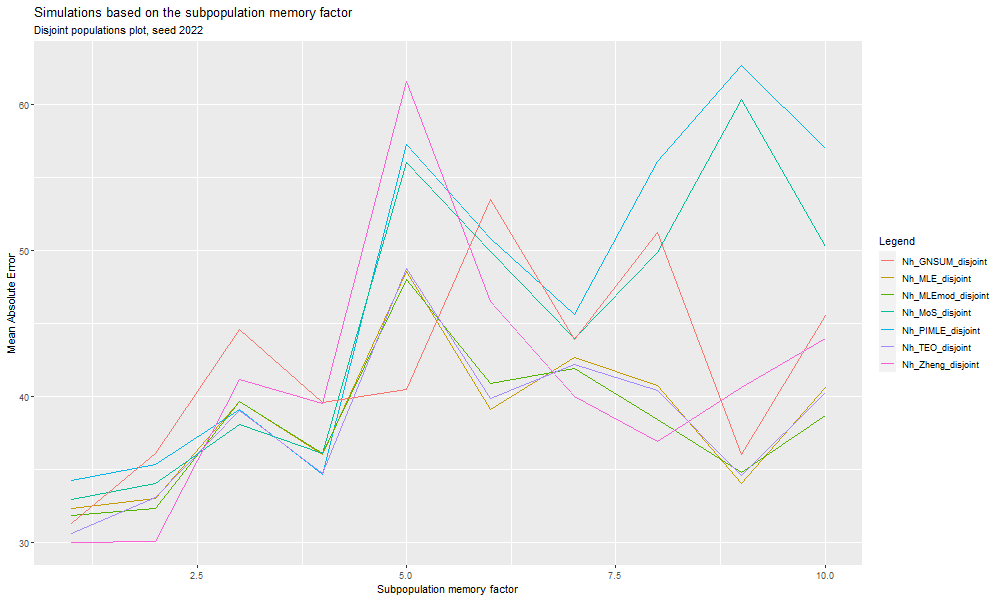 Simulations based on the subpopulation memory factor
Disjoint populations plot, seed 2022
Mean Absolute Error
60
50
40
30
2.5
5.0
7.5
10.0
Subpopulation memory factor
Legend
Nh_GNSUM_disjoint
Nh_MLE_disjoint
Nh_MLEmod_disjoint
Nh_MoS_disjoint
Nh_PIMLE_disjoint
Nh_TEO_disjoint
Nh_Zheng_disjoint